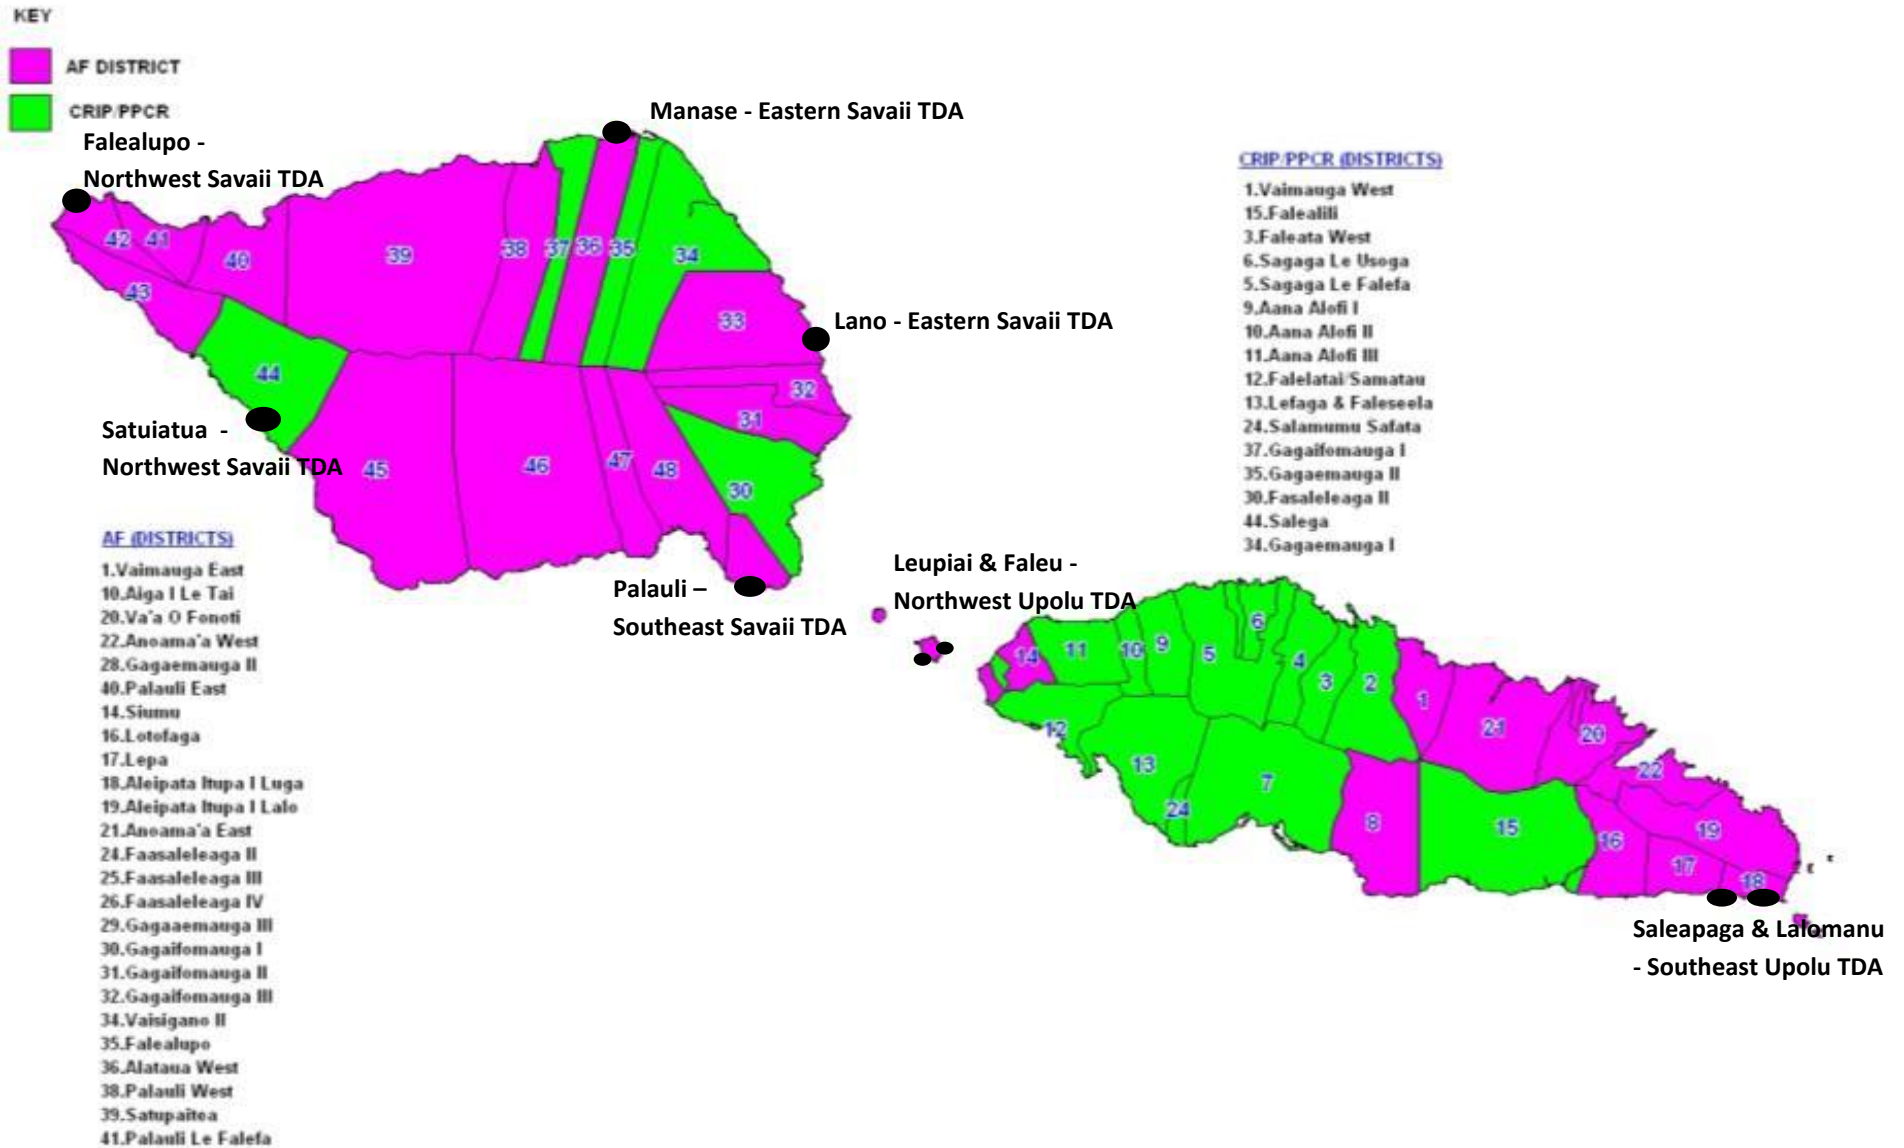 KEY
AF DISTRICT
CRIP/PPCR
Falealupo -
Northwest Savaii TDA
Manase - Eastern Savaii TDA
Lano - Eastern Savaii TDA
Satuiatua -
Northwest Savaii TDA
Palauli –
Southeast Savaii TDA
42
41
40
39
38
37
36
35
34
43
33
44
32
31
45
46
47
48
30
CRIP/PPCR (DISTRICTS)
1.Vaimauga West
15.Falealili
3.Faleata West
6.Sagaga Le Usoga
5.Sagaga Le Falefa
9.Aana Alofi I
10.Aana Alofi II
11.Aana Alofi III
12.Falelatai/Samatau
13.Lefaga & Faleseela
24.Salamumu Safata
37.Gagaifomauga I
35.Gagaemauga II
30.Fasaleleaga II
44.Salega
34.Gagaemauga I
AF (DISTRICTS)
1.Vaimauga East
10.Aiga I Le Tai
20.Va'a O Fonoti
22.Anoama'a West
28.Gagaemauga II
40.Palauli East
14.Siumu
16.Lotofaga
17.Lepa
18.Aleipata Itupa I Luga
19.Aleipata Itupa I Lalo
21.Anoama'a East
24.Faasaleleaga II
25.Faasaleleaga III
26.Faasaleleaga IV
29.Gagaaemauga III
30.Gagaifomauga I
31.Gagaifomauga II
32.Gagaifomauga III
34.Vaisigano II
35.Falealupo
36.Alataua West
38.Palauli West
39.Satupaitea
41.Palauli Le Falefa
Leupiai & Faleu -
Northwest Upolu TDA
14
11
10
9
5
6
4
3
2
1
21
20
22
12
13
24
7
8
15
16
19
17
18
Saleapaga & Lalomanu
- Southeast Upolu TDA